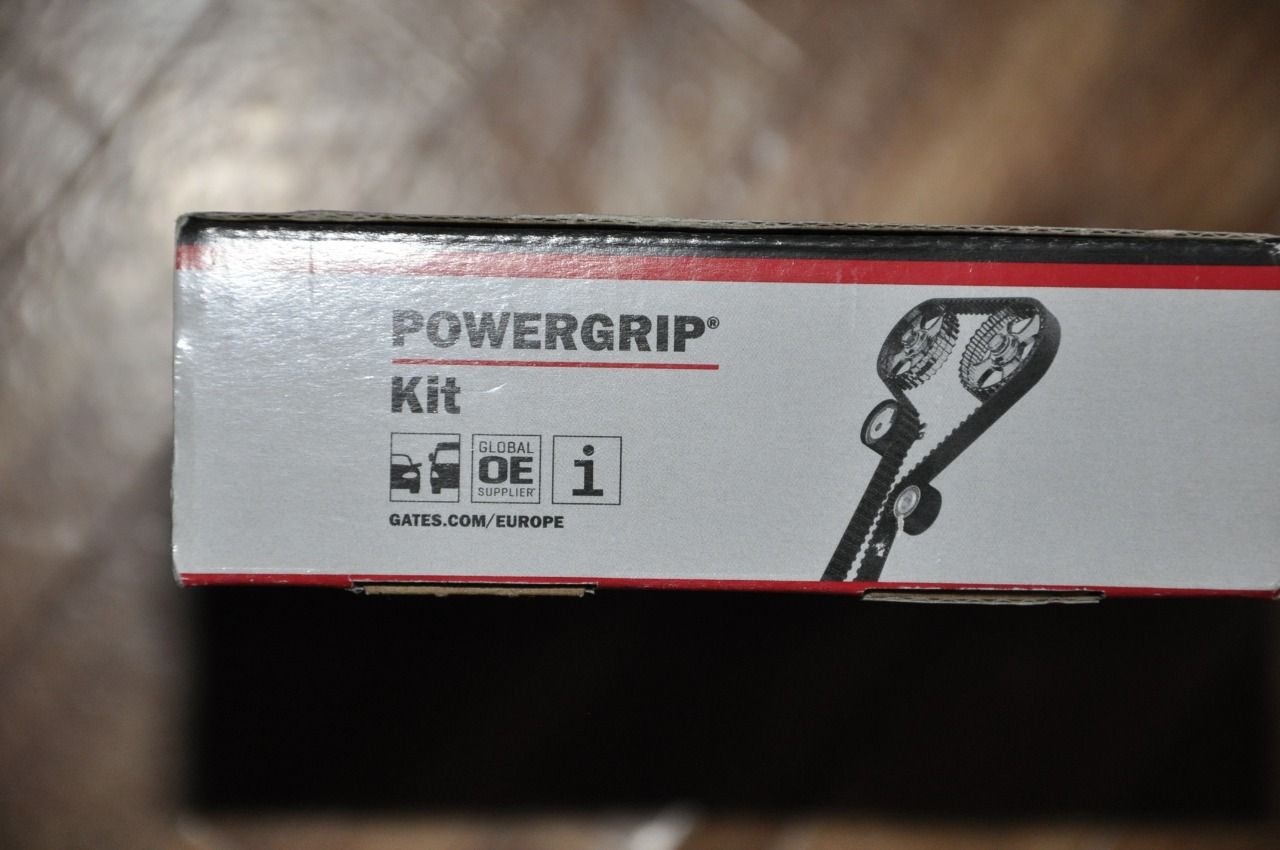 POWERGRIP®
Kit
GLOBAL
OE
SUPPLIER
i
GATES.COM/EUROPE